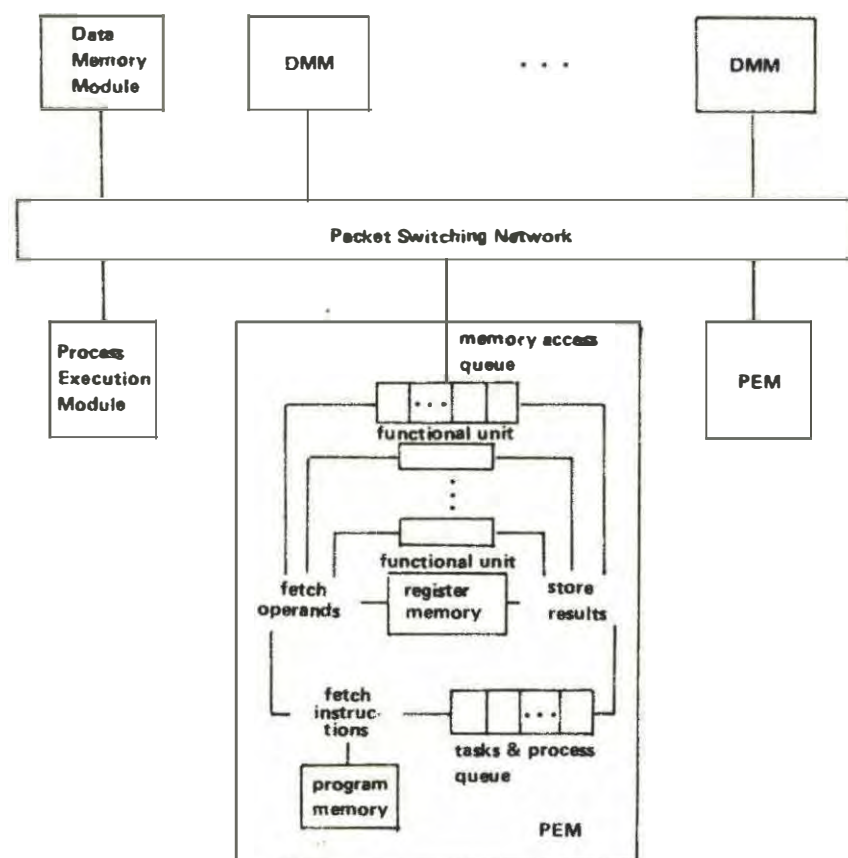 Data
Memory
Module
DMM
. . .
DMM
Packet Switching Network
Process
Execution
Module
memory access
queue
PEM
...
functional unit
functional unit
fetch
operands
register
memory
store
results
fetch
instruc-
tions
...
tasks & process
queue
program
memory
PEM